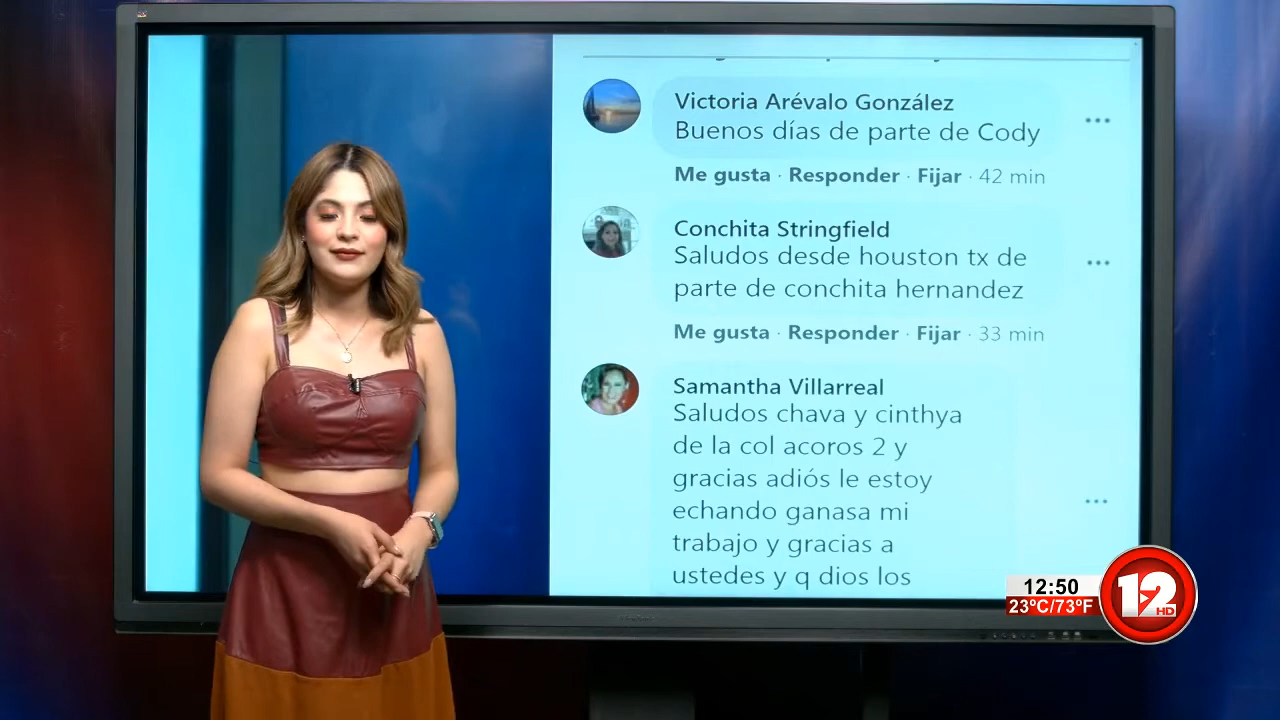 Victoria Arévalo González
Buenos días de parte de Cody
Me gusta · Responder · Fijar · 42 min
Conchita Stringfield
Saludos desde houston tx de
parte de conchita hernandez
Me gusta · Responder · Fijar · 33 min
Samantha Villarreal
Saludos chava y cinthya
de la col acoros 2 y
gracias adiós le estoy
echando ganasa mi
trabajo y gracias a
ustedes y q dios los
12:50
23ºC/73ºF
12
HD